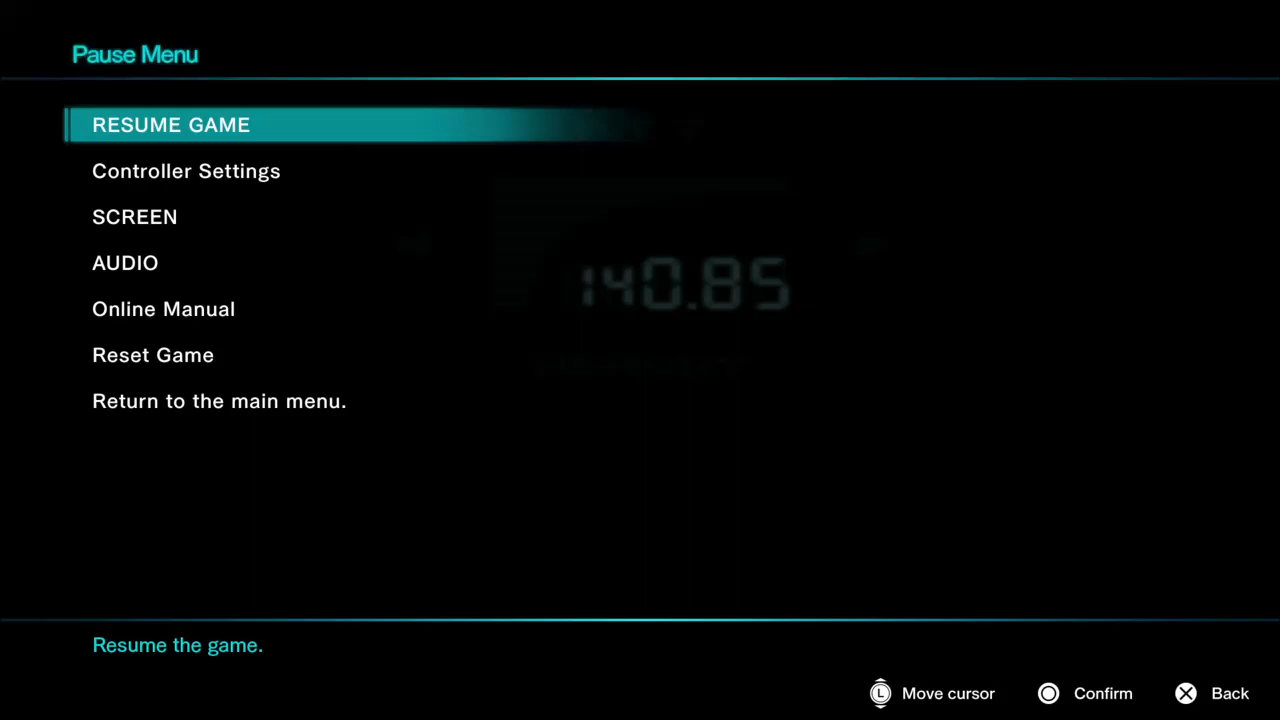 Pause Menu
RESUME GAME
Controller Settings
SCREEN
AUDIO
140.85
Online Manual
Reset Game
Return to the main menu.
Resume the game.
L Move cursor Confirm Back